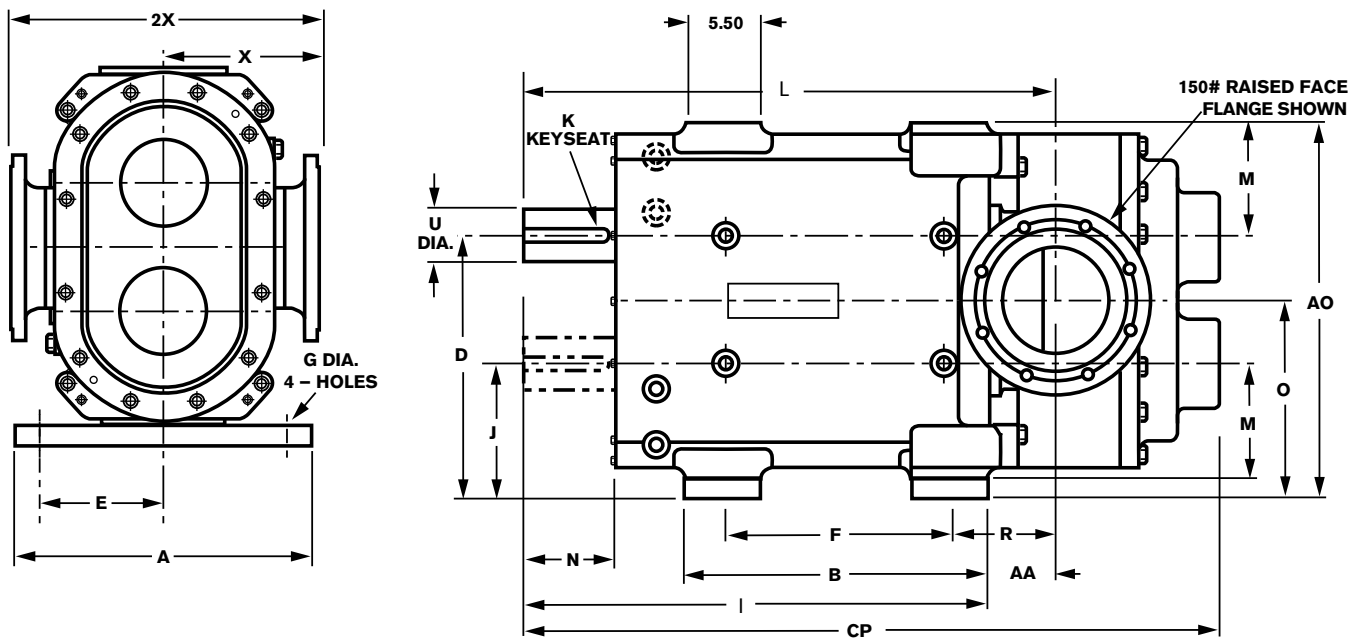 2X
X
G DIA.
4 – HOLES
E
A
5.50
L
150# RAISED FACE
FLANGE SHOWN
K
KEYSEAT
M
U
DIA.
AO
D
O
J
M
F
R
N
B
AA
I
CP